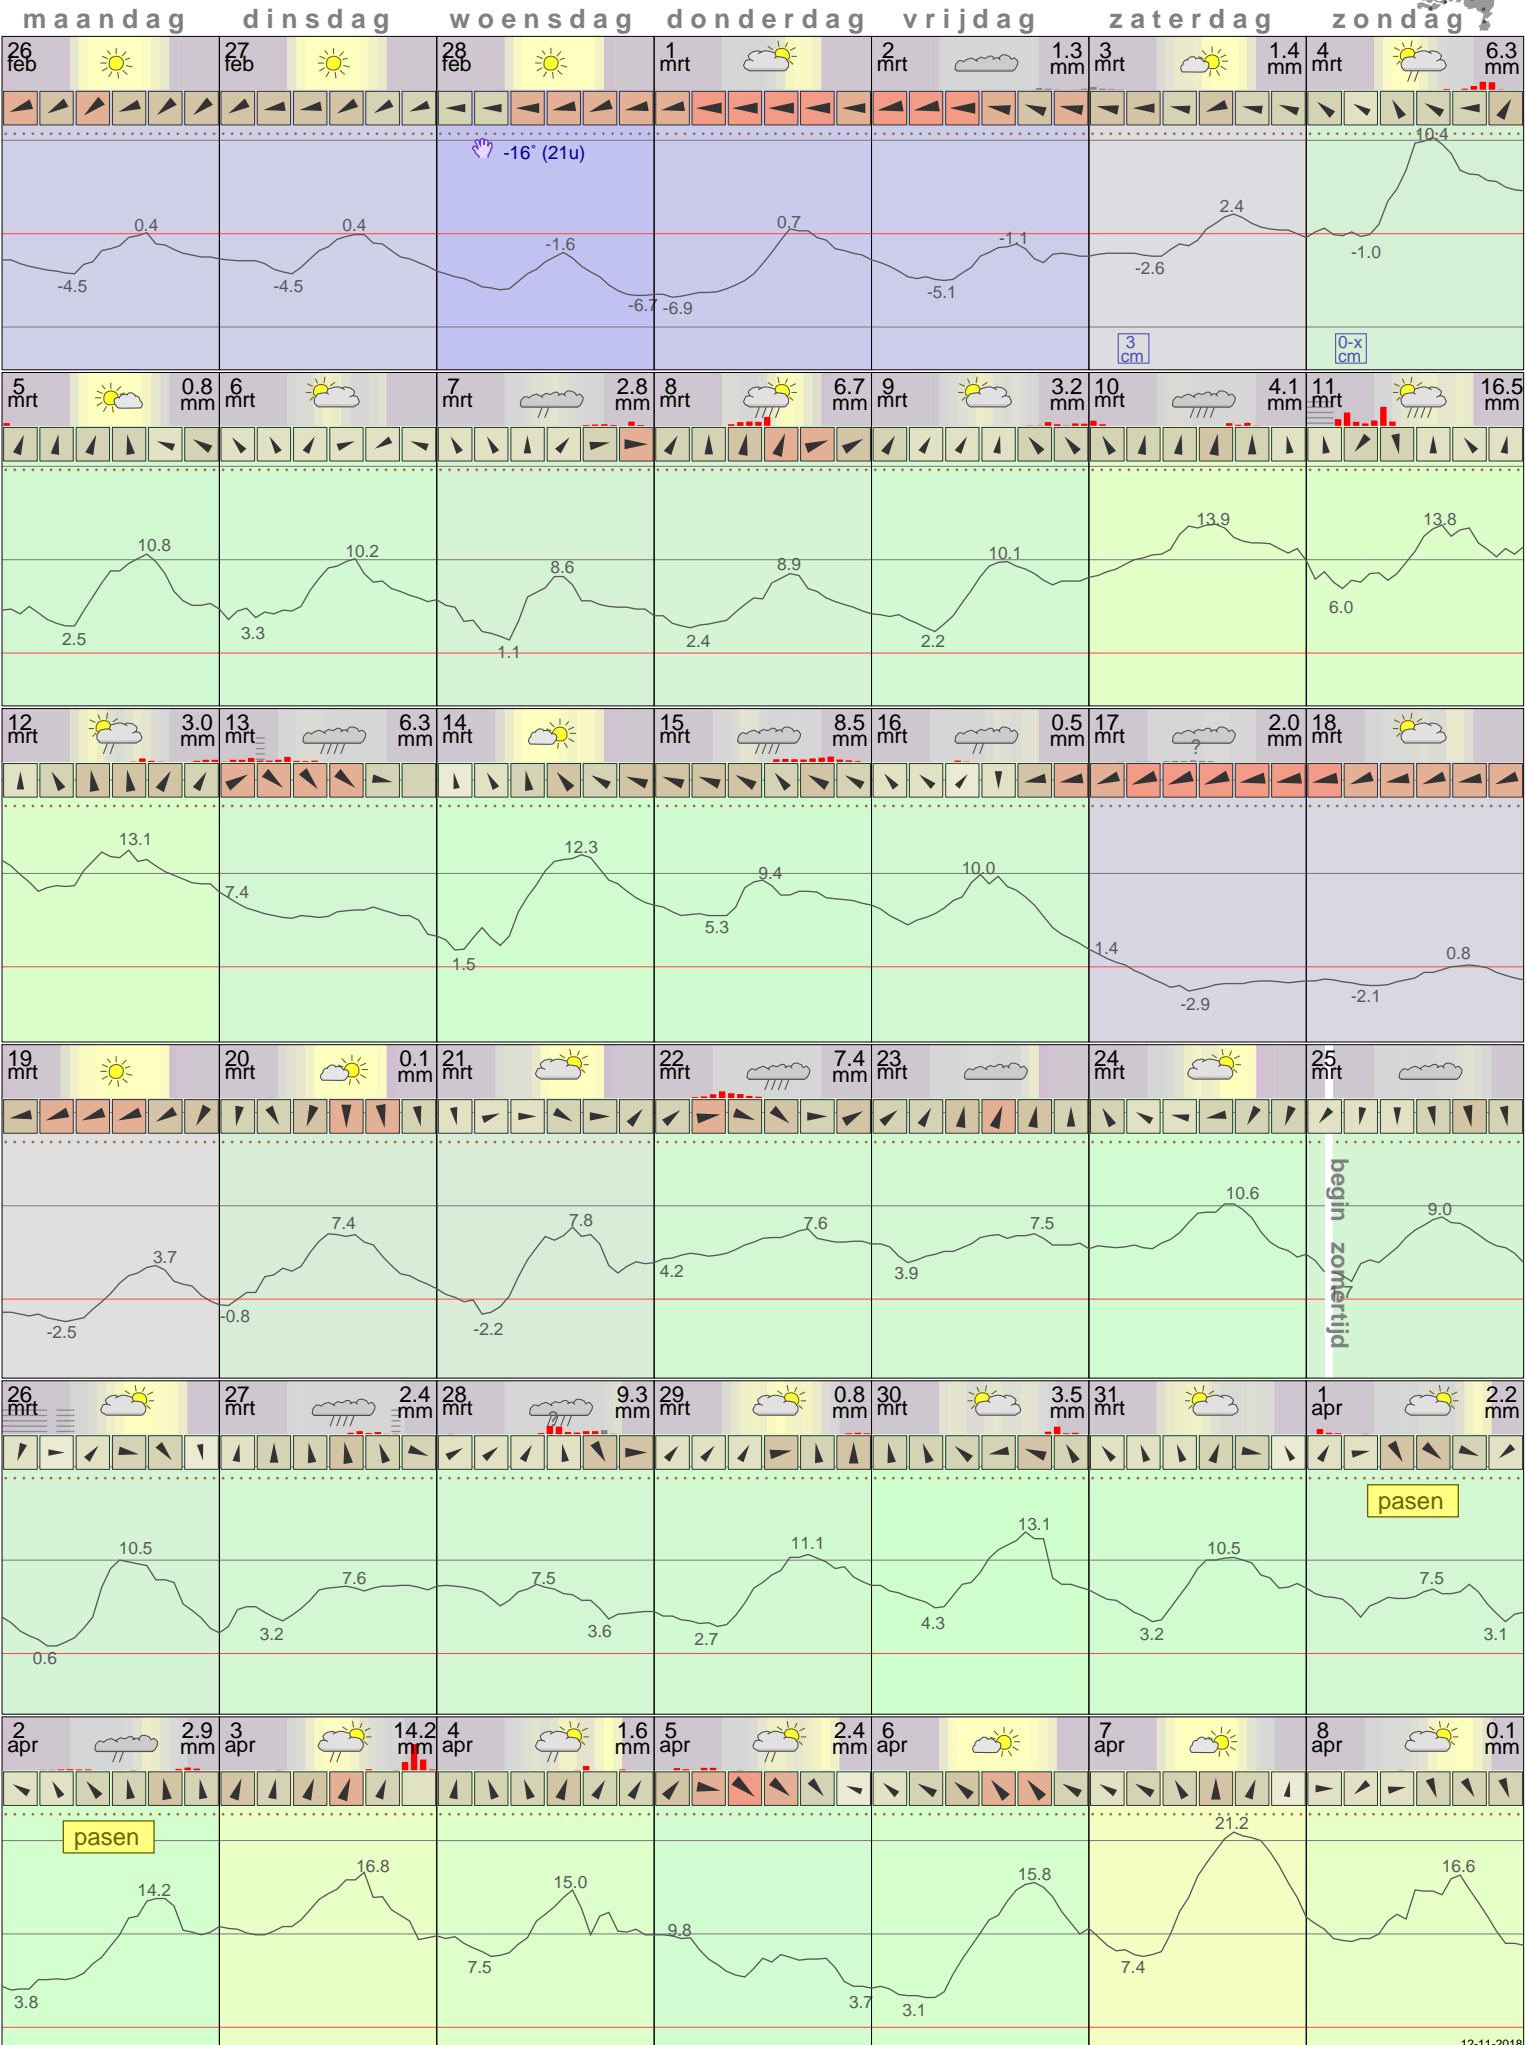 maandag dinsdag woensdag donderdag vrijdag zaterdag zondag
26 feb
27 feb
28 feb
1 mrt
2 mrt 1.3 mm
3 mrt 1.4 mm
4 mrt 6.3 mm
-16° (21u)
0.4 -4.5
0.4 -4.5
-1.6 -6.7
0.7 -6.9
-1.1 -5.1
2.4 -2.6
10.4 -1.0
3 cm
0-x cm
5 mrt 0.8 mm
6 mrt
7 mrt 2.8 mm
8 mrt 6.7 mm
9 mrt 3.2 mm
10 mrt 4.1 mm
11 mrt 16.5 mm
10.8 2.5
10.2 3.3
8.6 1.1
8.9 2.4
10.1 2.2
13.9
13.8 6.0
12 mrt 3.0 mm
13 mrt 6.3 mm
14 mrt
15 mrt 8.5 mm
16 mrt 0.5 mm
17 mrt ? 2.0 mm
18 mrt
13.1
7.4
12.3 1.5
9.4 5.3
10.0
1.4 -2.9
0.8 -2.1
19 mrt
20 mrt 0.1 mm
21 mrt
22 mrt 7.4 mm
23 mrt
24 mrt
25 mrt
3.7 -2.5
7.4 -0.8
7.8 -2.2
7.6 4.2
7.5 3.9
10.6
9.0
begin zomertijd
26 mrt
27 mrt 2.4 mm
28 mrt ? 9.3 mm
29 mrt 0.8 mm
30 mrt 3.5 mm
31 mrt
1 apr 2.2 mm
pasen
10.5 0.6
7.6 3.2
7.5 3.6
11.1 2.7
13.1 4.3
10.5 3.2
7.5 3.1
2 apr 2.9 mm
3 apr 14.2 mm
4 apr 1.6 mm
5 apr 2.4 mm
6 apr
7 apr
8 apr 0.1 mm
pasen
14.2 3.8
16.8
15.0 7.5
9.8 3.7
15.8 3.1
21.2 7.4
16.6
12-11-2018